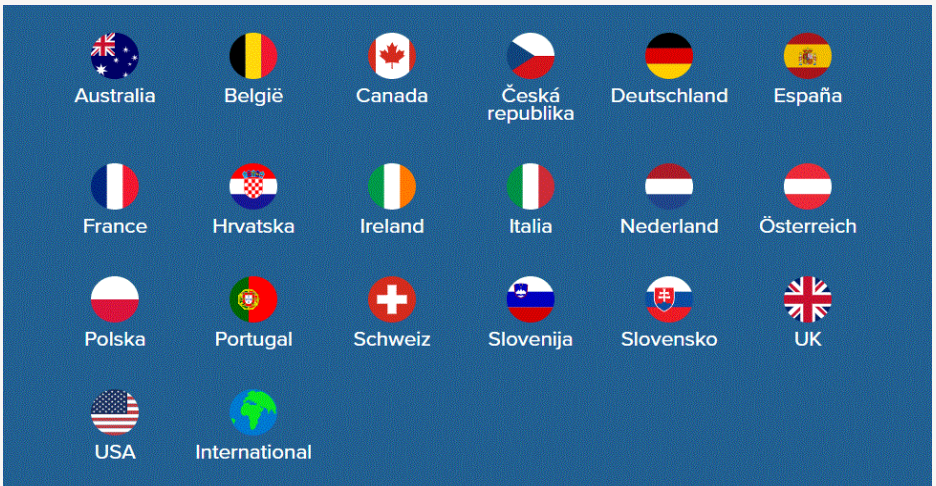 Australia
België
Canada
Česká
republika
Deutschland
España
France
Hrvatska
Ireland
Italia
Nederland
Österreich
Polska
Portugal
Schweiz
Slovenija
Slovensko
UK
USA
International